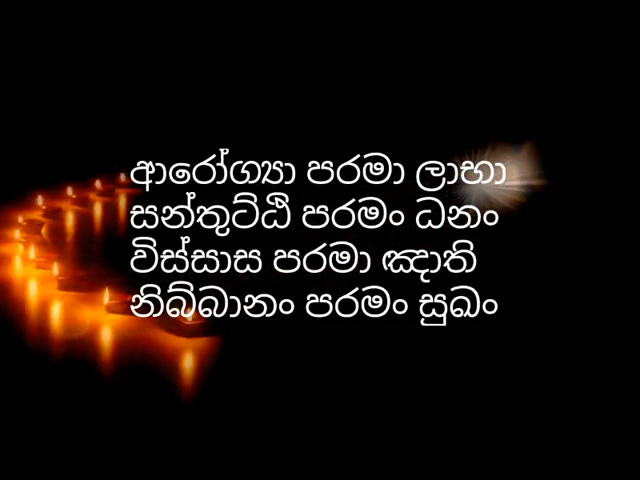 ආරෝග්‍යා පරමා ලාභා
සන්තුට්ඨි පරමං ධනං
විස්සාස පරමා ඤාති
නිබ්බානං පරමං සුඛං